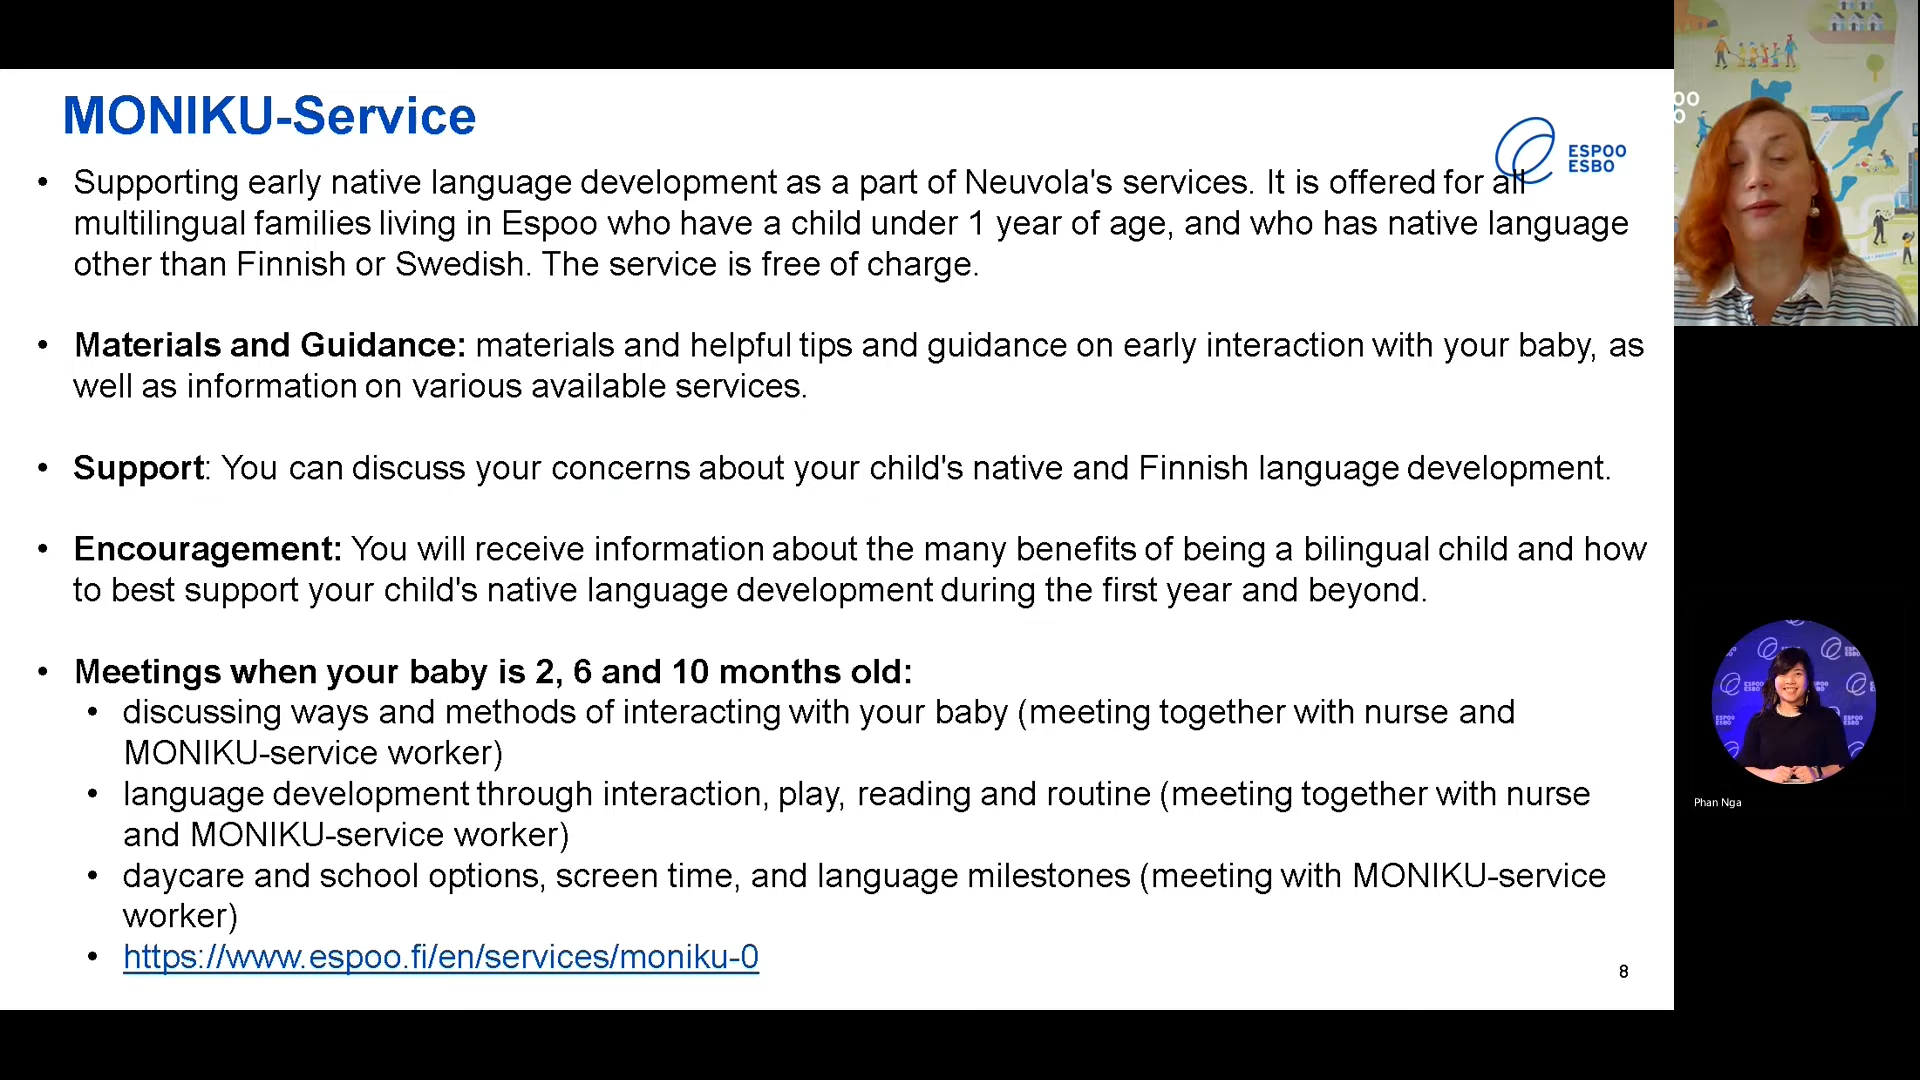 MONIKU-Service
ESPOO
ESBO
• Supporting early native language development as a part of Neuvola's services. It is offered for all
multilingual families living in Espoo who have a child under 1 year of age, and who has native language
other than Finnish or Swedish. The service is free of charge.
• Materials and Guidance: materials and helpful tips and guidance on early interaction with your baby, as
well as information on various available services.
• Support: You can discuss your concerns about your child's native and Finnish language development.
• Encouragement: You will receive information about the many benefits of being a bilingual child and how
to best support your child's native language development during the first year and beyond.
• Meetings when your baby is 2, 6 and 10 months old:
• discussing ways and methods of interacting with your baby (meeting together with nurse and
MONIKU-service worker)
• language development through interaction, play, reading and routine (meeting together with nurse
and MONIKU-service worker)
• daycare and school options, screen time, and language milestones (meeting with MONIKU-service
worker)
• https://www.espoo.fi/en/services/moniku-0
8
Phan Nga